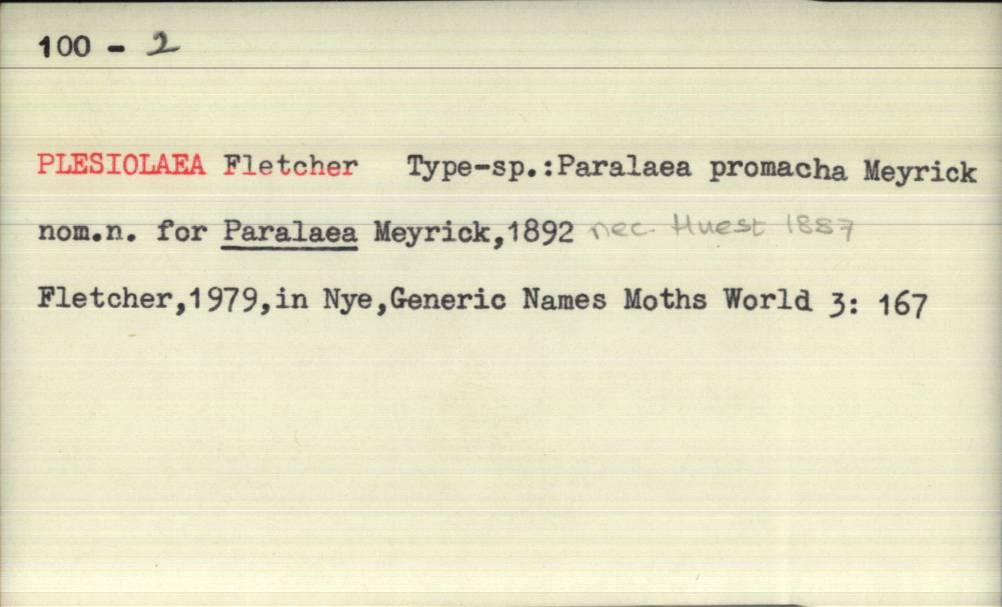 100 - 2
PLESIOLAEA Fletcher Type-sp.:Paralaea promacha Meyrick
nom.n. for Paralaea Meyrick,1892 nec. Huest 1887
Fletcher,1979,in Nye,Generic Names Moths World 3: 167